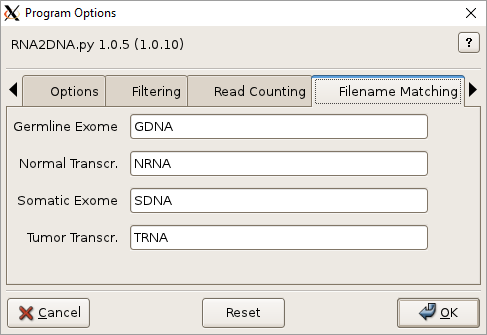 Program Options
RNA2DNA.py 1.0.5 (1.0.10)
?
Options Filtering Read Counting Filename Matching
Germline Exome GDNA
Normal Transcr. NRNA
Somatic Exome SDNA
Tumor Transcr. TRNA
Cancel Reset OK